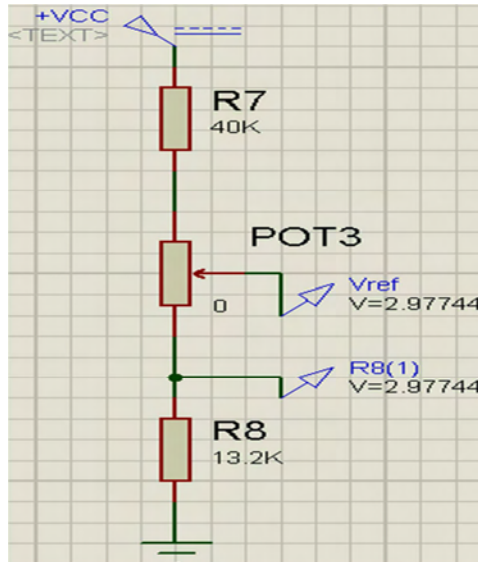 +VCC
<TEXT>
R7
40K
POT3
Vref
V=2.97744
0
R8(1)
V=2.97744
R8
13.2K